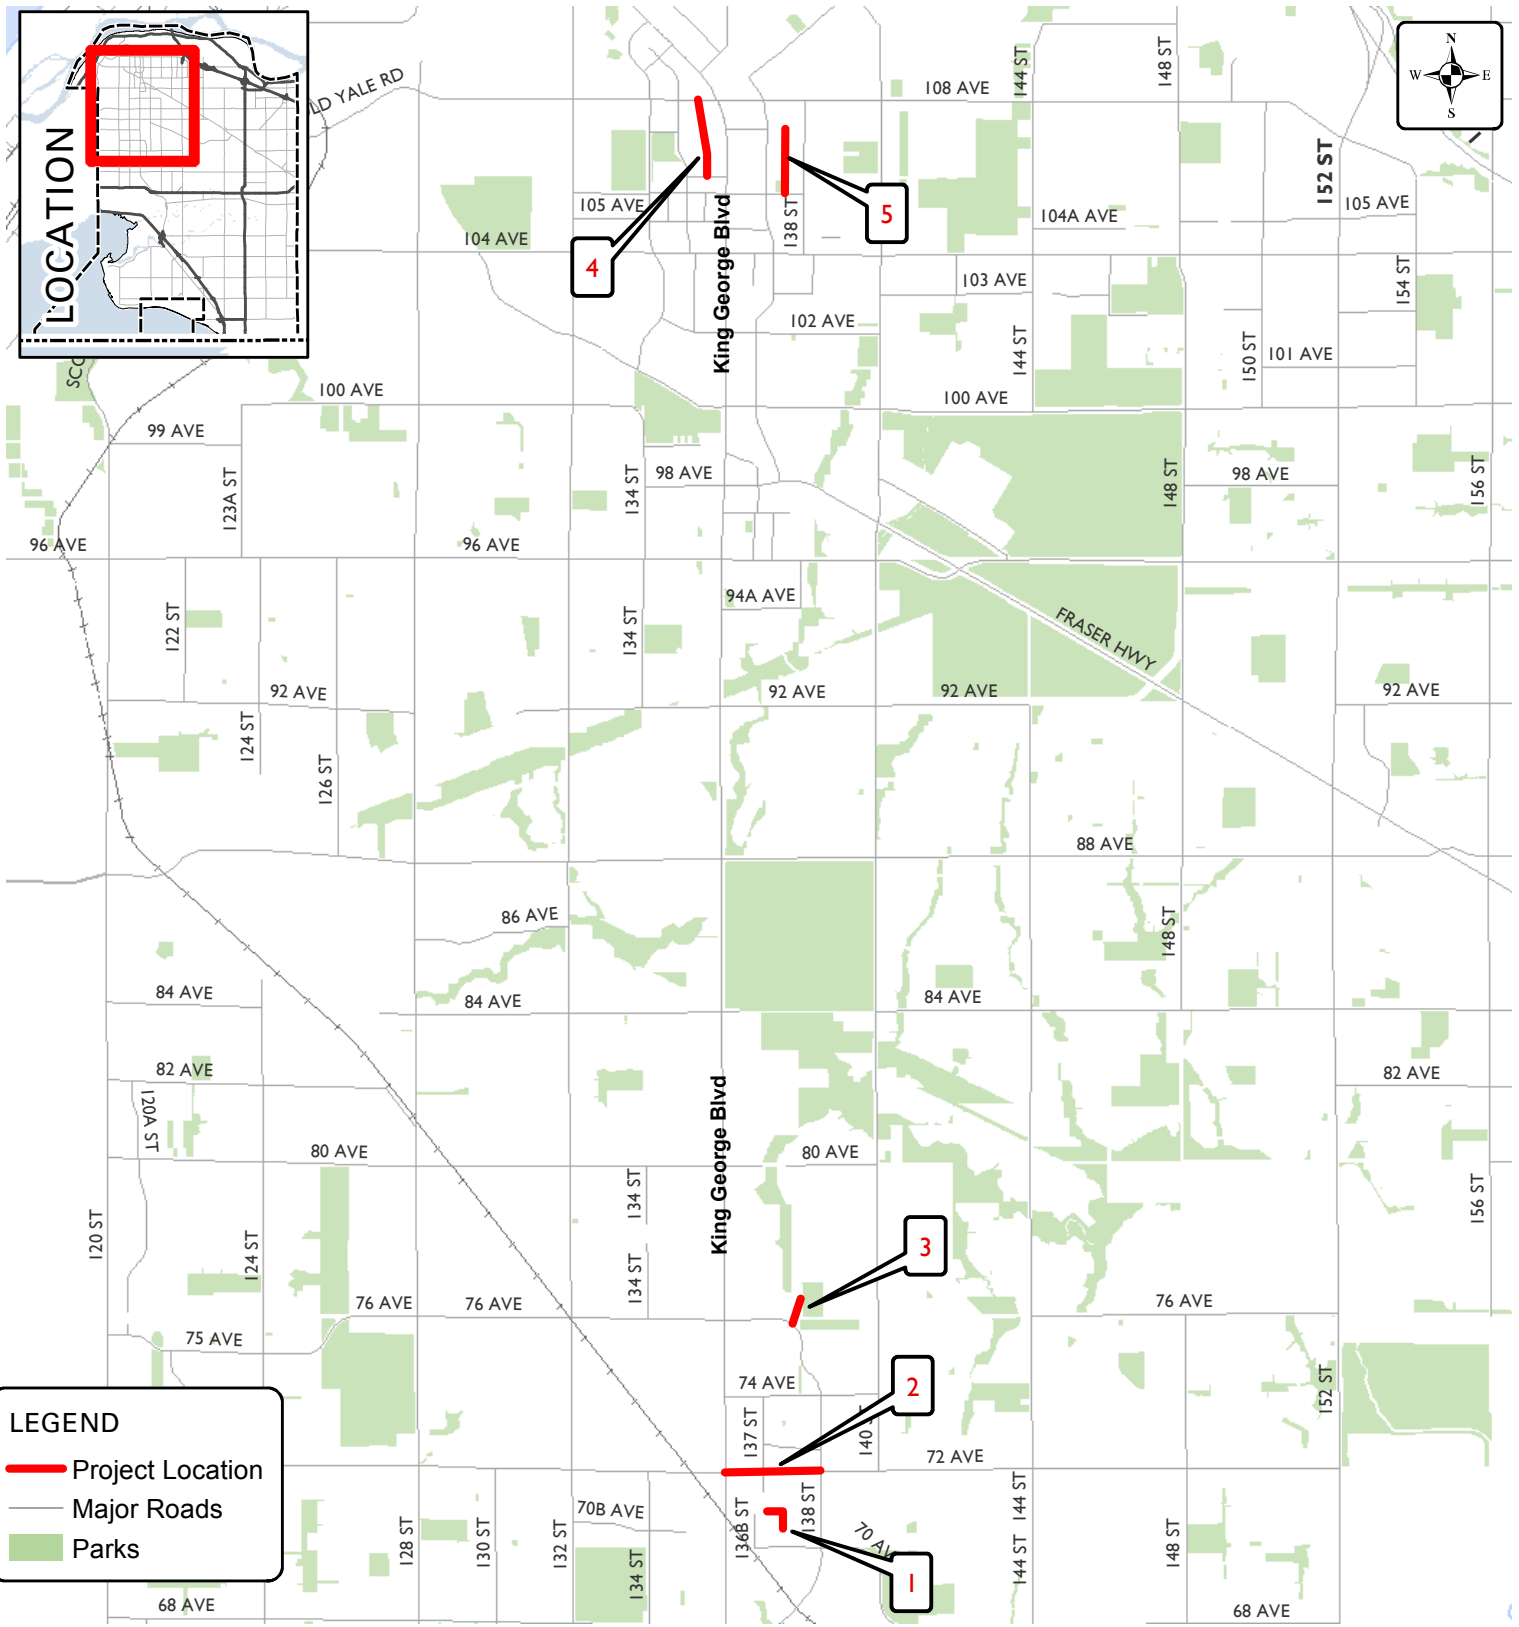 LOCATION
N
W E
S
LD YALE RD
108 AVE
144 ST
148 ST
152 ST
105 AVE
105 AVE
104A AVE
104 AVE
138 ST
King George Blvd
5
4
103 AVE
154 ST
102 AVE
144 ST
150 ST
101 AVE
SCO
100 AVE
100 AVE
99 AVE
123A ST
134 ST
98 AVE
148 ST
98 AVE
156 ST
96 AVE
96 AVE
94A AVE
122 ST
134 ST
FRASER HWY
92 AVE
92 AVE
92 AVE
92 AVE
124 ST
126 ST
88 AVE
86 AVE
148 ST
84 AVE
84 AVE
84 AVE
82 AVE
82 AVE
120A ST
King George Blvd
80 AVE
80 AVE
134 ST
156 ST
120 ST
124 ST
134 ST
3
76 AVE
76 AVE
76 AVE
75 AVE
74 AVE
2
152 ST
137 ST
140 S
72 AVE
LEGEND
Project Location
Major Roads
Parks
128 ST
130 ST
132 ST
70B AVE
134 ST
136B ST
138 ST
70 AV
1
144 ST
144 ST
148 ST
68 AVE
68 AVE